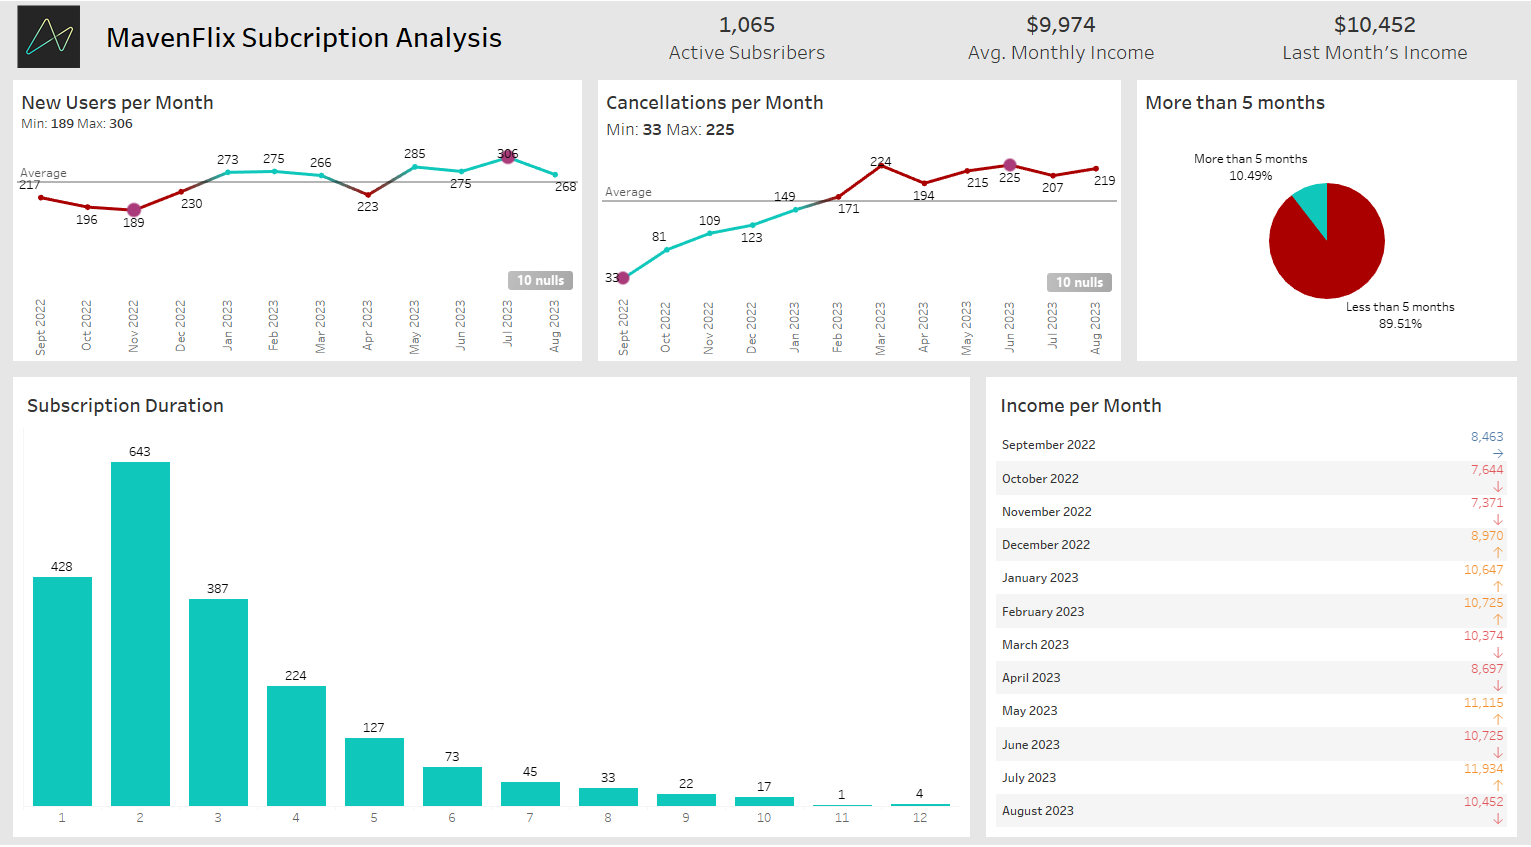 MavenFlix Subcription Analysis
1,065
Active Subsribers
$9,974
Avg. Monthly Income
$10,452
Last Month's Income
New Users per Month
Min: 189 Max: 306
Average
217
196
189
230
273
275
266
223
285
275
306
268
10 nulls
Sept 2022
Oct 2022
Nov 2022
Dec 2022
Jan 2023
Feb 2023
Mar 2023
Apr 2023
May 2023
Jun 2023
Jul 2023
Aug 2023
Cancellations per Month
Min: 33 Max: 225
Average
33
81
109
123
149
171
224
194
215
225
207
219
10 nulls
Sept 2022
Oct 2022
Nov 2022
Dec 2022
Jan 2023
Feb 2023
Mar 2023
Apr 2023
May 2023
Jun 2023
Jul 2023
Aug 2023
More than 5 months
More than 5 months
10.49%
Less than 5 months
89.51%
Subscription Duration
428
643
387
224
127
73
45
33
22
17
1
4
1 2 3 4 5 6 7 8 9 10 11 12
Income per Month
September 2022 8,463 →
October 2022 7,644 ↓
November 2022 7,371 ↓
December 2022 8,970 ↑
January 2023 10,647 ↑
February 2023 10,725 ↑
March 2023 10,374 ↓
April 2023 8,697 ↓
May 2023 11,115 ↑
June 2023 10,725 ↓
July 2023 11,934 ↑
August 2023 10,452 ↓